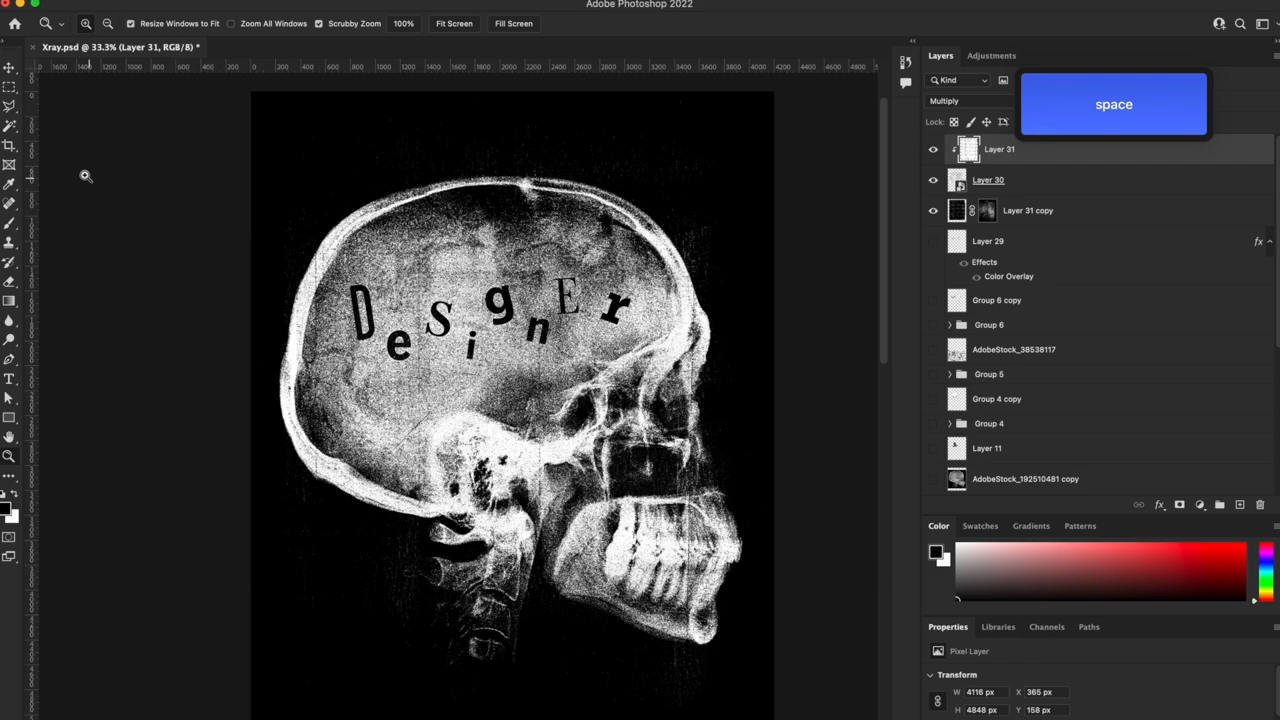 Adobe Photoshop 2022
Resize Windows to Fit
Zoom All Windows
Scrubby Zoom
100%
Fit Screen
Fill Screen
Xray.psd @ 33.3% (Layer 31, RGB/8) *
Layers
Adjustments
Kind
space
Multiply
Lock:
Layer 31
Layer 30
Layer 31 copy
Layer 29
fx
Effects
Color Overlay
Group 6 copy
Group 6
AdobeStock_38538117
Group 5
Group 4 copy
Group 4
Layer 11
AdobeStock_192510481 copy
fx
DeSignEr
Color
Swatches
Gradients
Patterns
Properties
Libraries
Channels
Paths
Pixel Layer
Transform
W 4116 px X 365 px
H 4848 px Y 158 px